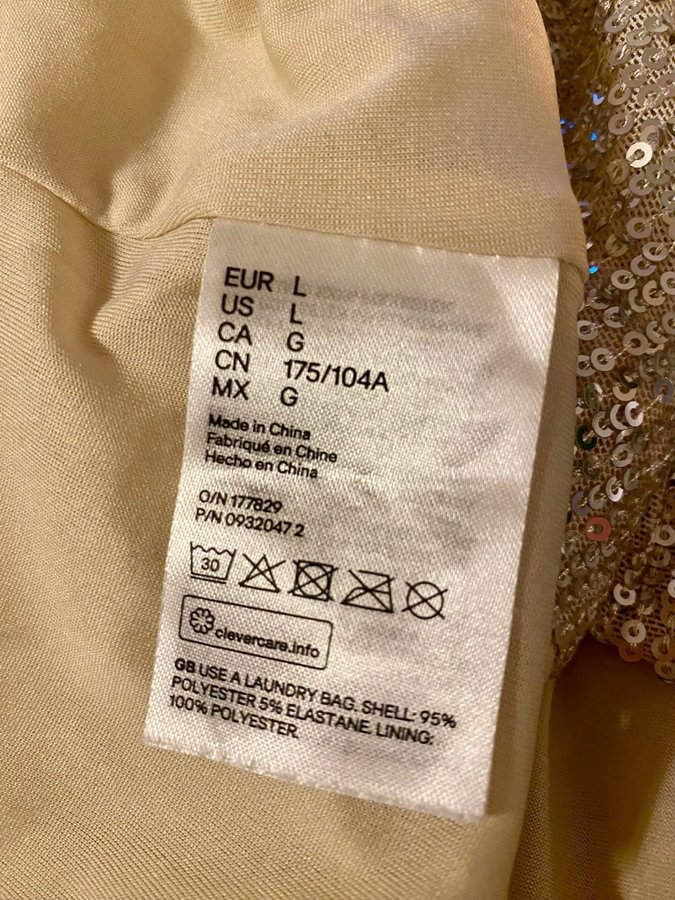 EUR L
US L
CA G
CN 175/104A
MX G
Made in China
Fabriqué en Chine
Hecho en China
O/N 177829
P/N 0932047 2
30
clevercare.info
GB USE A LAUNDRY BAG. SHELL: 95%
POLYESTER 5% ELASTANE. LINING:
100% POLYESTER.